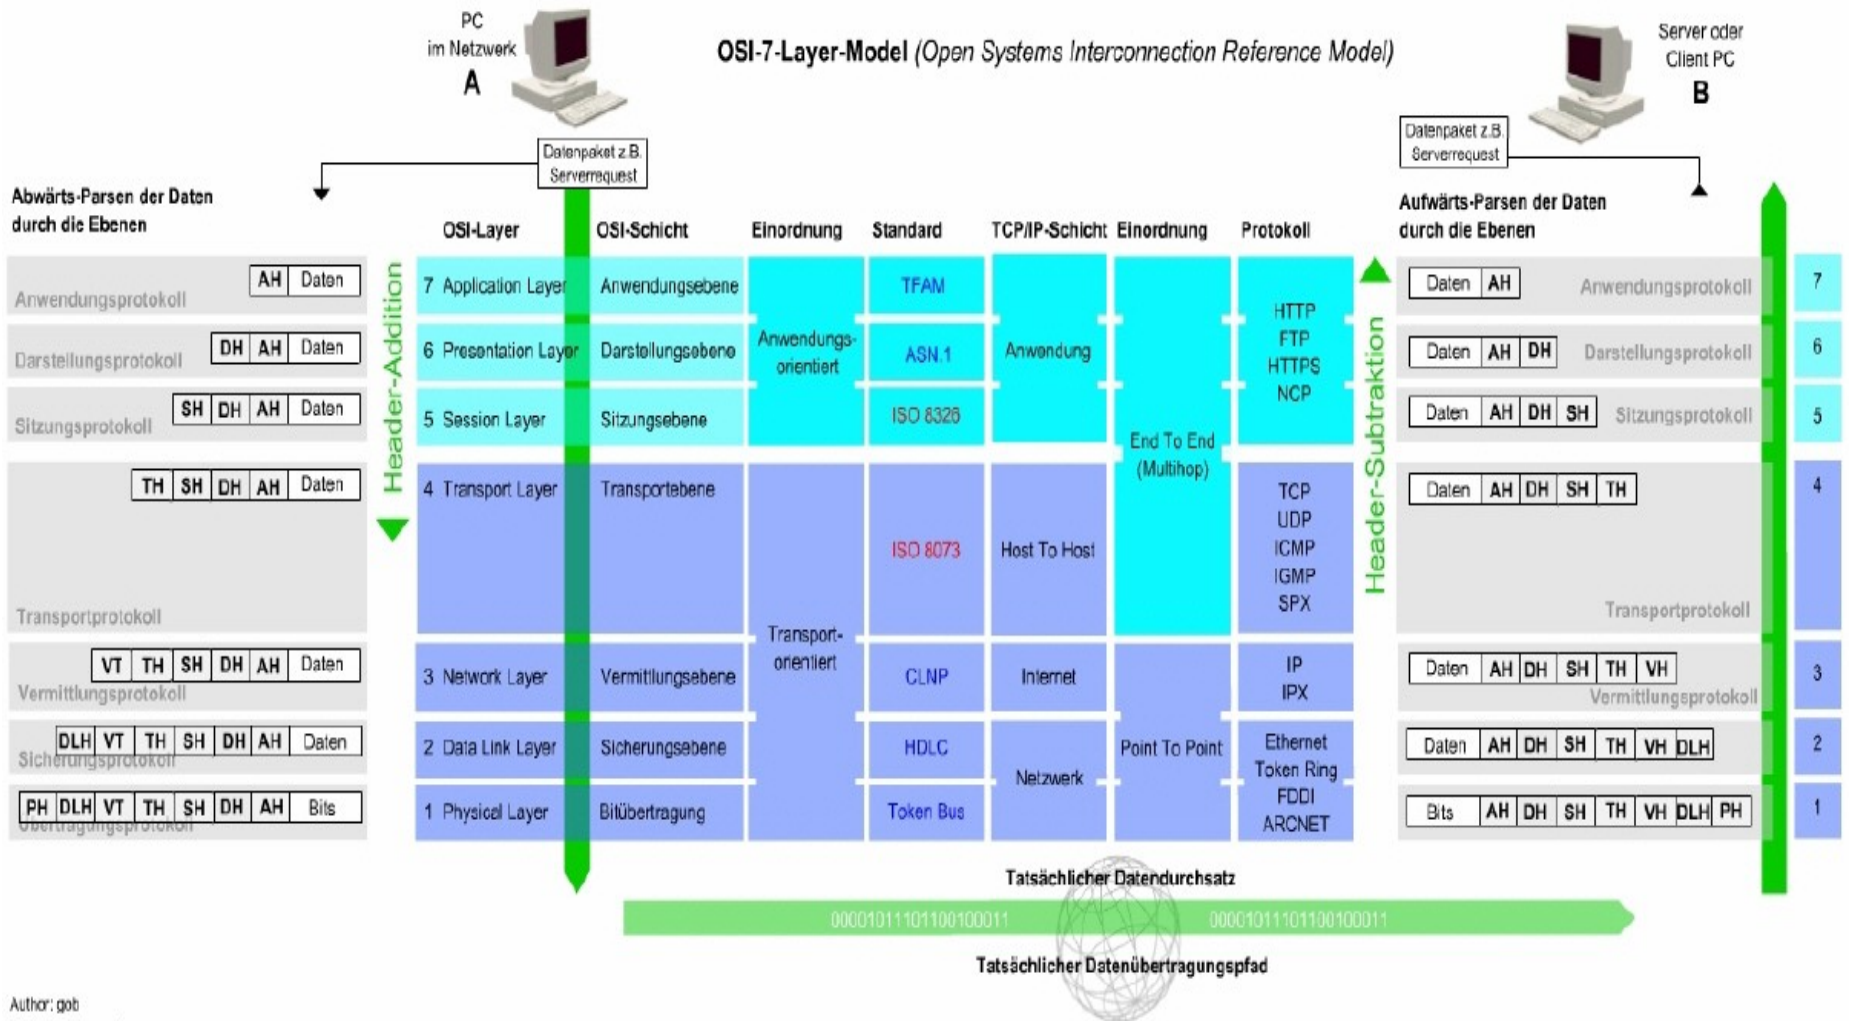 PC
im Netzwerk
A
OSI-7-Layer-Model (Open Systems Interconnection Reference Model)
Server oder
Client PC
B
Datenpaket z.B.
Serverrequest
Datenpaket z.B.
Serverrequest
Abwärts-Parsen der Daten
durch die Ebenen
Aufwärts-Parsen der Daten
durch die Ebenen
OSI-Layer OSI-Schicht Einordnung Standard TCP/IP-Schicht Einordnung Protokoll
Header-Addition
Header-Subtraktion
AH Daten
Anwendungsprotokoll
DH AH Daten
Darstellungsprotokoll
SH DH AH Daten
Sitzungsprotokoll
TH SH DH AH Daten
Transportprotokoll
VT TH SH DH AH Daten
Vermittlungsprotokoll
DLH VT TH SH DH AH Daten
Sicherungsprotokoll
PH DLH VT TH SH DH AH Bits
Übertragungsprotokoll
7 Application Layer
6 Presentation Layer
5 Session Layer
4 Transport Layer
3 Network Layer
2 Data Link Layer
1 Physical Layer
Anwendungsebene
Darstellungsebene
Sitzungsebene
Transportebene
Vermittlungsebene
Sicherungsebene
Bitübertragung
Anwendungs-
orientiert
Transport-
orientiert
TFAM
ASN.1
ISO 8326
ISO 8073
CLNP
HDLC
Token Bus
Anwendung
Host To Host
Internet
Netzwerk
End To End
(Multihop)
Point To Point
HTTP
FTP
HTTPS
NCP
TCP
UDP
ICMP
IGMP
SPX
IP
IPX
Ethernet
Token Ring
FDDI
ARCNET
Daten AH Anwendungsprotokoll 7
Daten AH DH Darstellungsprotokoll 6
Daten AH DH SH Sitzungsprotokoll 5
Daten AH DH SH TH 4
Transportprotokoll
Daten AH DH SH TH VH 3
Vermittlungsprotokoll
Daten AH DH SH TH VH DLH 2
Bits AH DH SH TH VH DLH PH 1
Tatsächlicher Datendurchsatz
00001011101100100011 00001011101100100011
Tatsächlicher Datenübertragungspfad
Author: gob